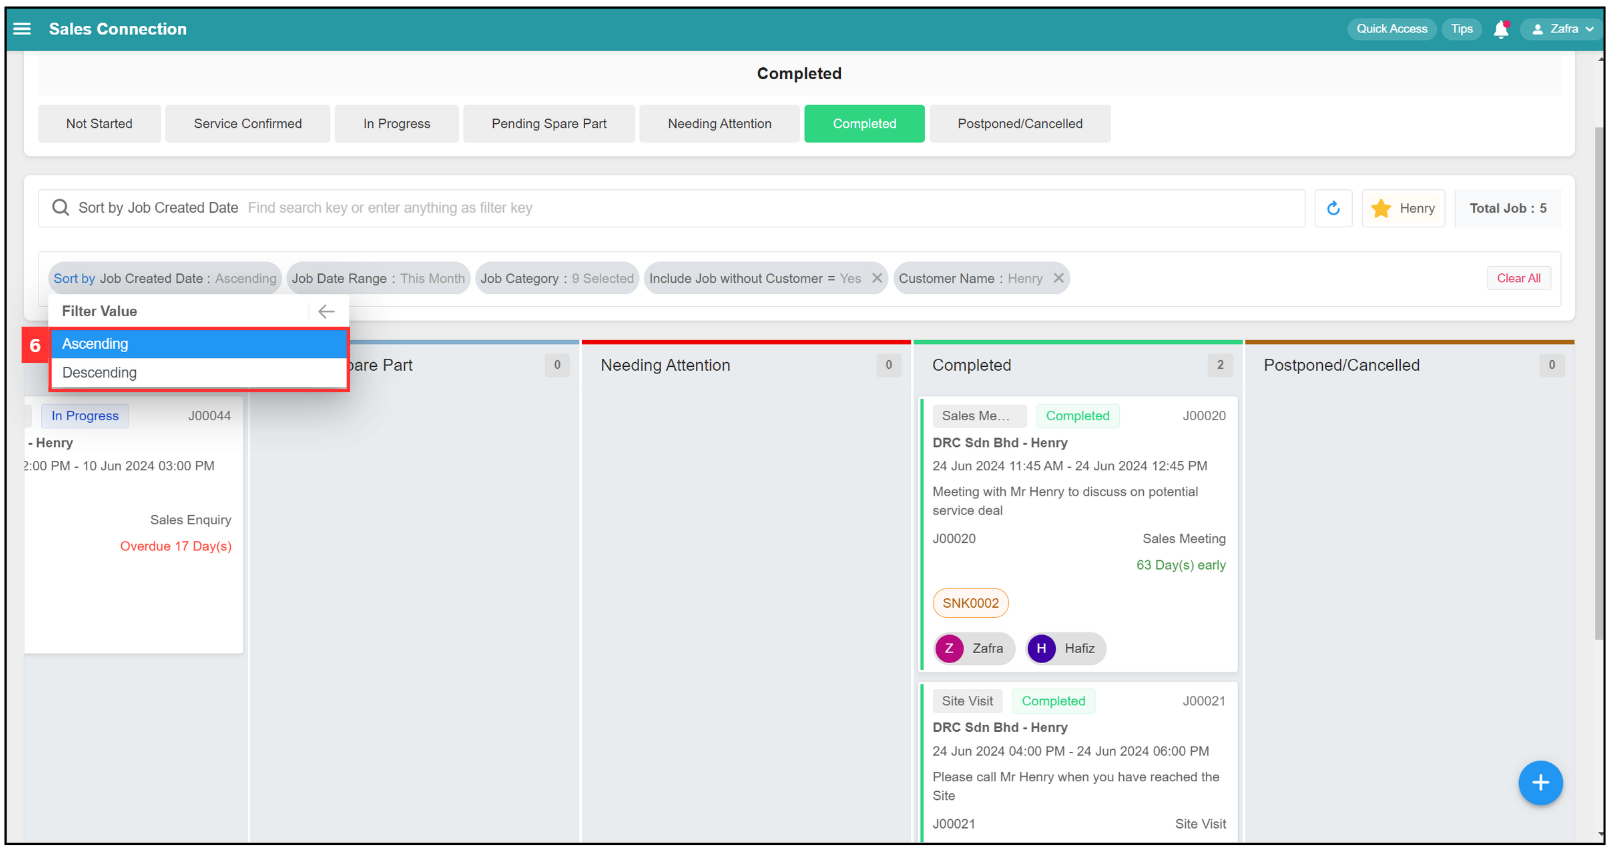 Sales Connection
Quick Access
Tips
Zafra
Completed
Not Started
Service Confirmed
In Progress
Pending Spare Part
Needing Attention
Completed
Postponed/Cancelled
Sort by Job Created Date Find search key or enter anything as filter key
Henry
Total Job : 5
Sort by Job Created Date : Ascending
Job Date Range : This Month
Job Category : 9 Selected
Include Job without Customer = Yes
Customer Name : Henry
Clear All
Filter Value
6
Ascending
Descending
pare Part
0
Needing Attention
0
Completed
2
Postponed/Cancelled
0
In Progress
J00044
- Henry
2:00 PM - 10 Jun 2024 03:00 PM
Sales Enquiry
Overdue 17 Day(s)
Sales Me...
Completed
J00020
DRC Sdn Bhd - Henry
24 Jun 2024 11:45 AM - 24 Jun 2024 12:45 PM
Meeting with Mr Henry to discuss on potential
service deal
J00020
Sales Meeting
63 Day(s) early
SNK0002
Z Zafra
H Hafiz
Site Visit
Completed
J00021
DRC Sdn Bhd - Henry
24 Jun 2024 04:00 PM - 24 Jun 2024 06:00 PM
Please call Mr Henry when you have reached the
Site
J00021
Site Visit